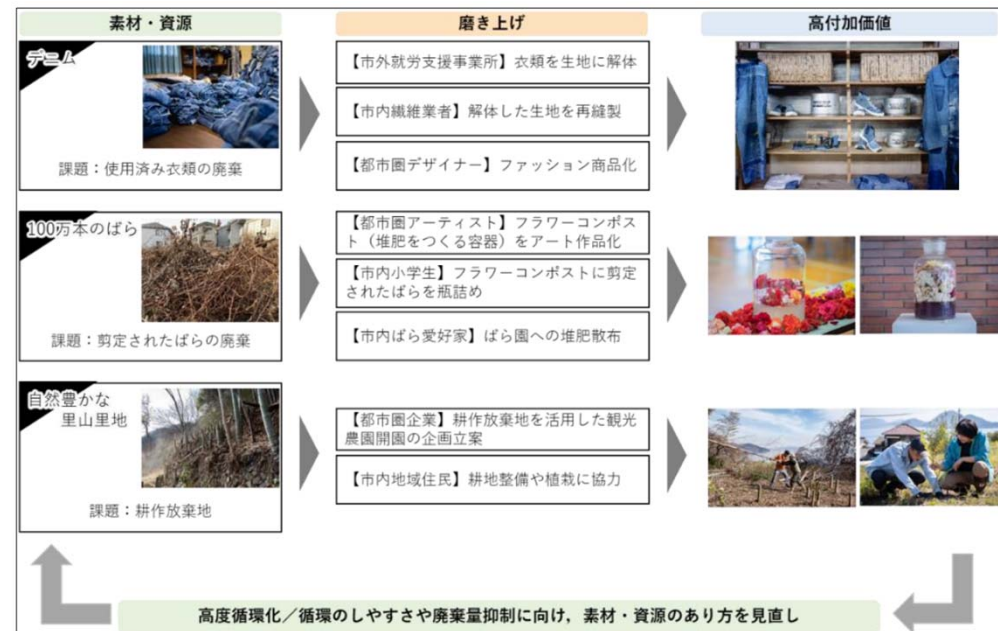 素材・資源
磨き上げ
高付加価値
デニム
課題：使用済み衣類の廃棄
【市外就労支援事業所】衣類を生地に解体
【市内繊維業者】解体した生地を再縫製
【都市圏デザイナー】ファッション商品化
100万本のばら
課題：剪定されたばらの廃棄
【都市圏アーティスト】フラワーコンポス
ト（堆肥をつくる容器）をアート作品化
【市内小学生】フラワーコンポストに剪定
されたばらを瓶詰め
【市内ばら愛好家】ばら園への堆肥散布
自然豊かな
里山里地
課題：耕作放棄地
【都市圏企業】耕作放棄地を活用した観光
農園開園の企画立案
【市内地域住民】耕地整備や植栽に協力
高度循環化／循環のしやすさや廃棄量抑制に向け，素材・資源のあり方を見直し